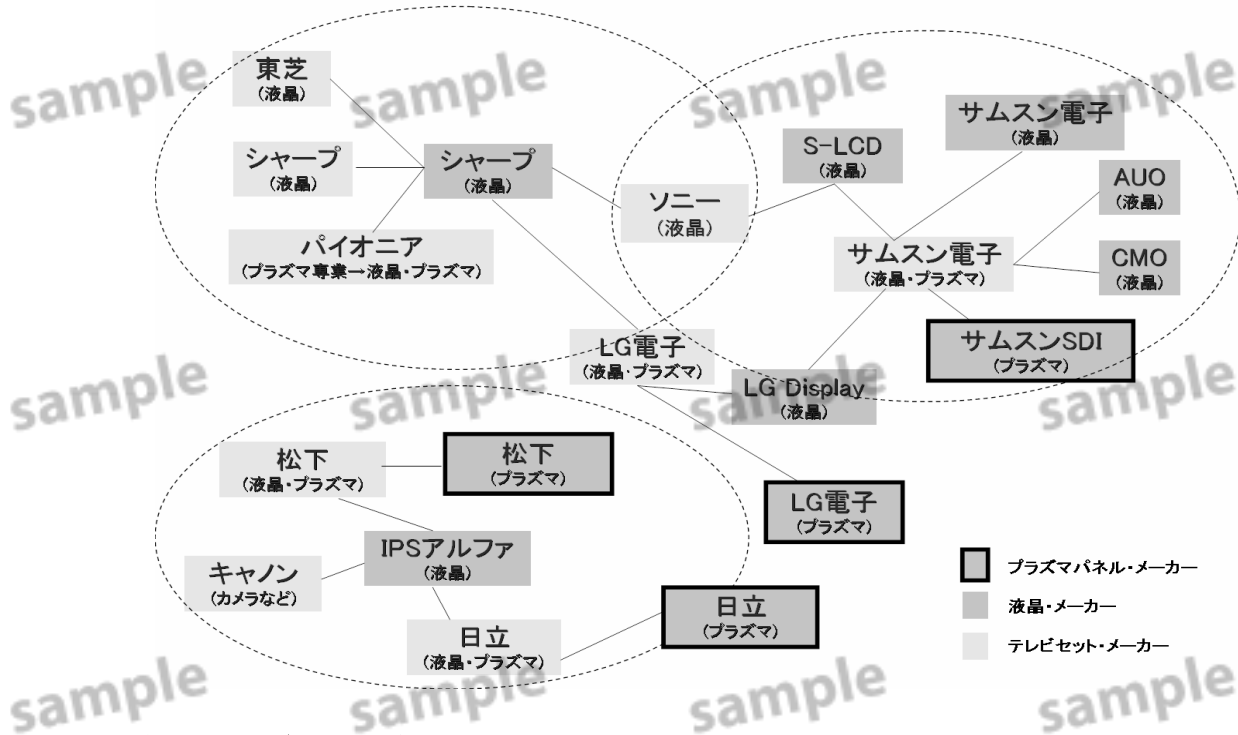 東芝
(液晶)
シャープ
(液晶)
パイオニア
(プラズマ専業→液晶・プラズマ)
シャープ
(液晶)
ソニー
(液晶)
S-LCD
(液晶)
サムスン電子
(液晶)
AUO
(液晶)
CMO
(液晶)
サムスン電子
(液晶・プラズマ)
サムスンSDI
(プラズマ)
LG電子
(液晶・プラズマ)
LG Display
(液晶)
LG電子
(プラズマ)
松下
(液晶・プラズマ)
松下
(プラズマ)
IPSアルファ
(液晶)
キヤノン
(カメラなど)
日立
(液晶・プラズマ)
日立
(プラズマ)
プラズマパネル・メーカー
液晶・メーカー
テレビセット・メーカー
sample
sample
sample
sample
sample
sample
sample
sample
sample
sample
sample
sample